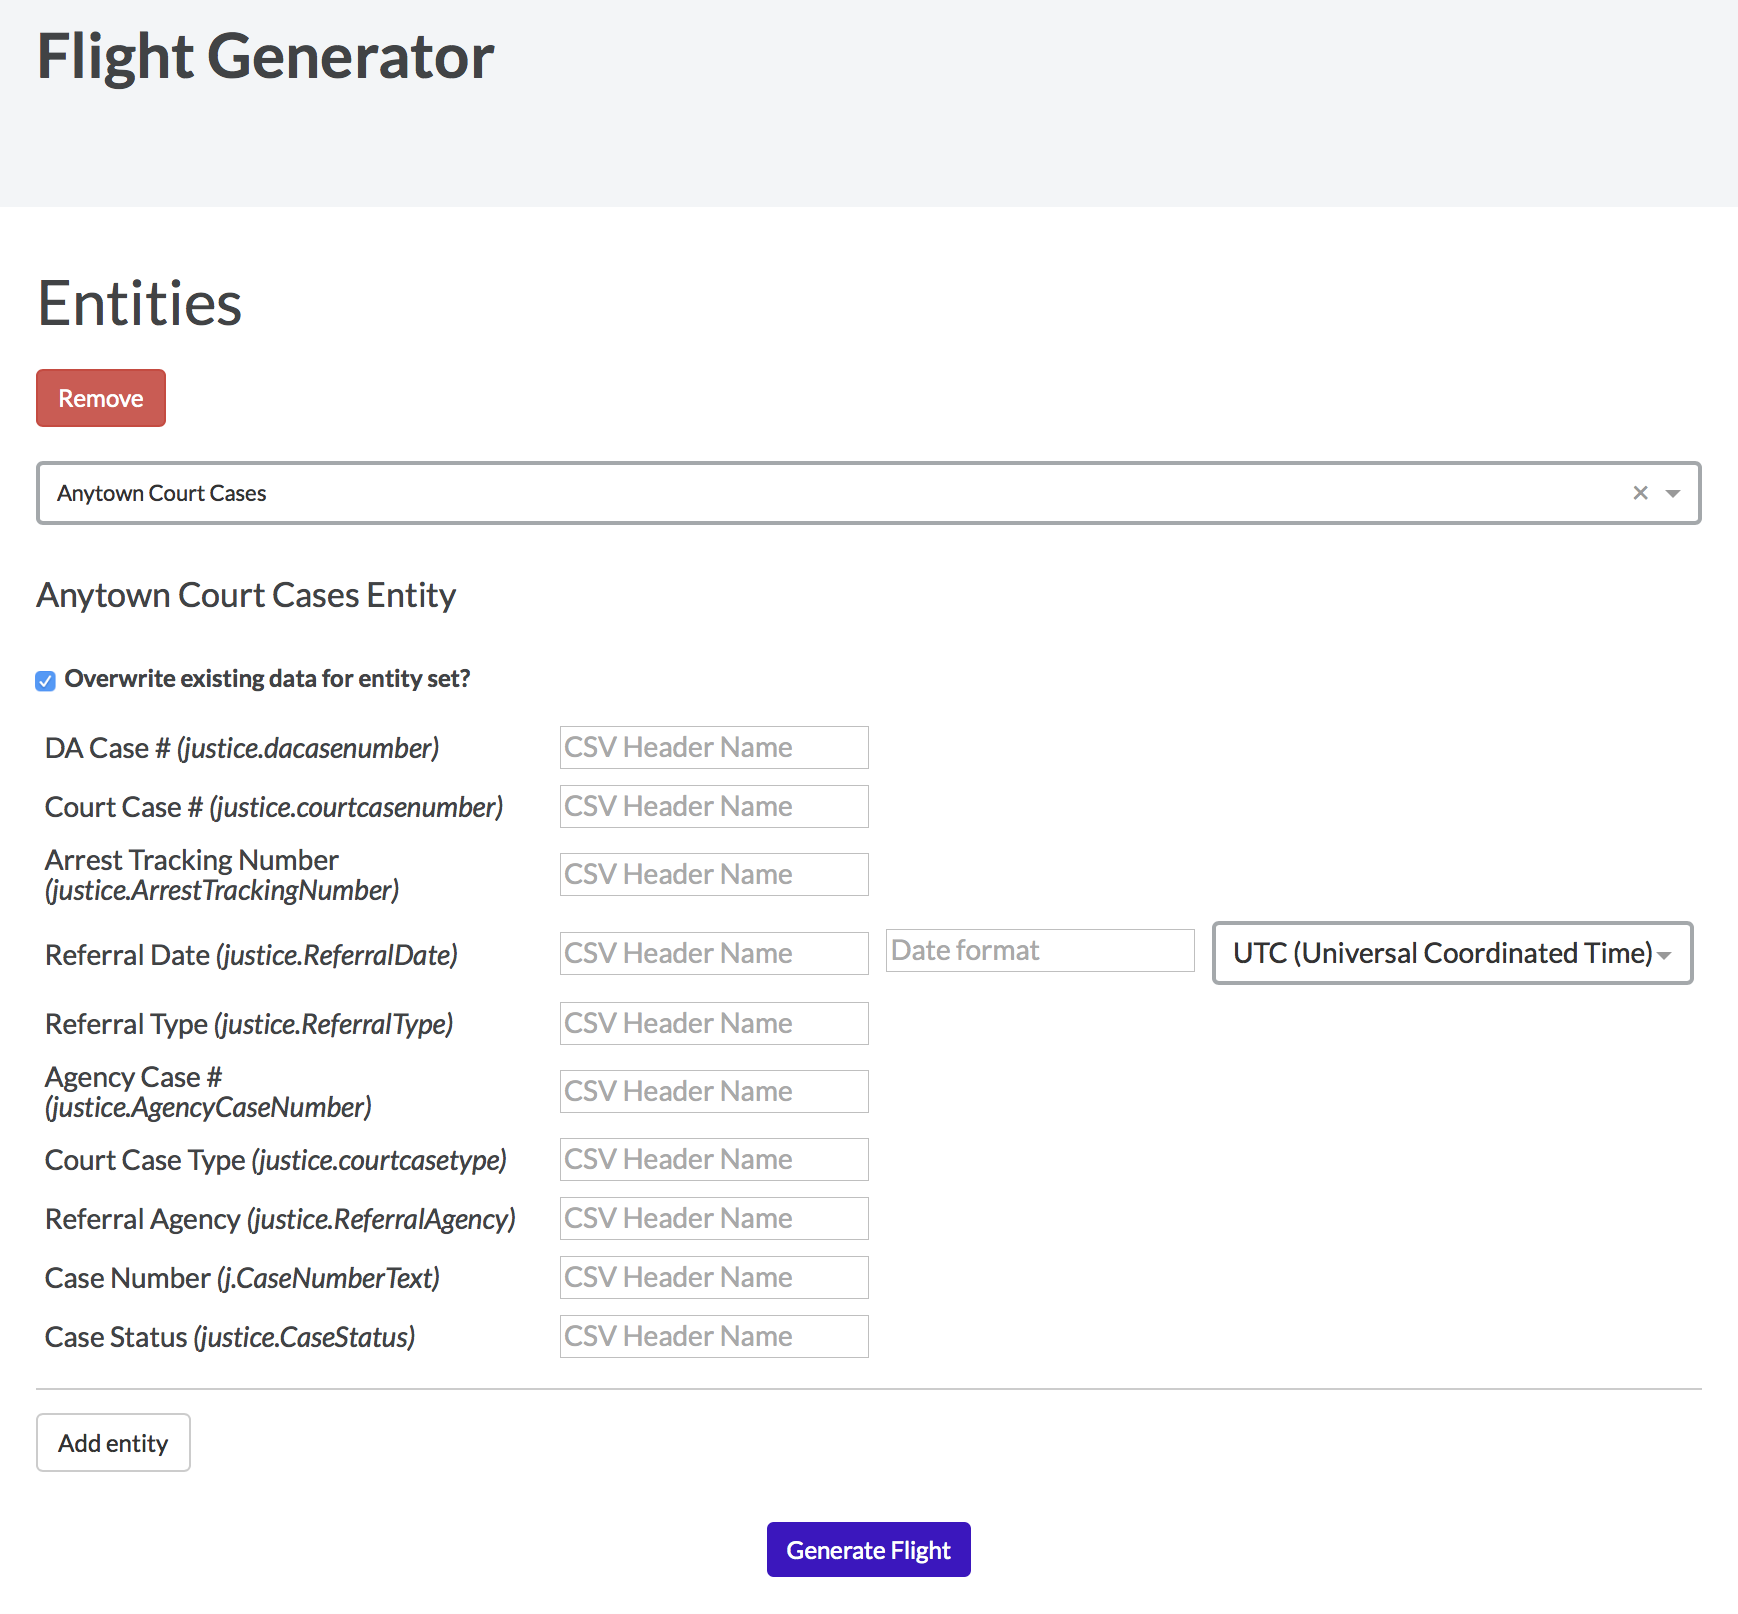 Flight Generator
Entities
Remove
Anytown Court Cases
Anytown Court Cases Entity
Overwrite existing data for entity set?
DA Case # (justice.dacasenumber) CSV Header Name
Court Case # (justice.courtcasenumber) CSV Header Name
Arrest Tracking Number
(justice.ArrestTrackingNumber) CSV Header Name
Referral Date (justice.ReferralDate) CSV Header Name Date format UTC (Universal Coordinated Time)
Referral Type (justice.ReferralType) CSV Header Name
Agency Case #
(justice.AgencyCaseNumber) CSV Header Name
Court Case Type (justice.courtcasetype) CSV Header Name
Referral Agency (justice.ReferralAgency) CSV Header Name
Case Number (j.CaseNumberText) CSV Header Name
Case Status (justice.CaseStatus) CSV Header Name
Add entity
Generate Flight